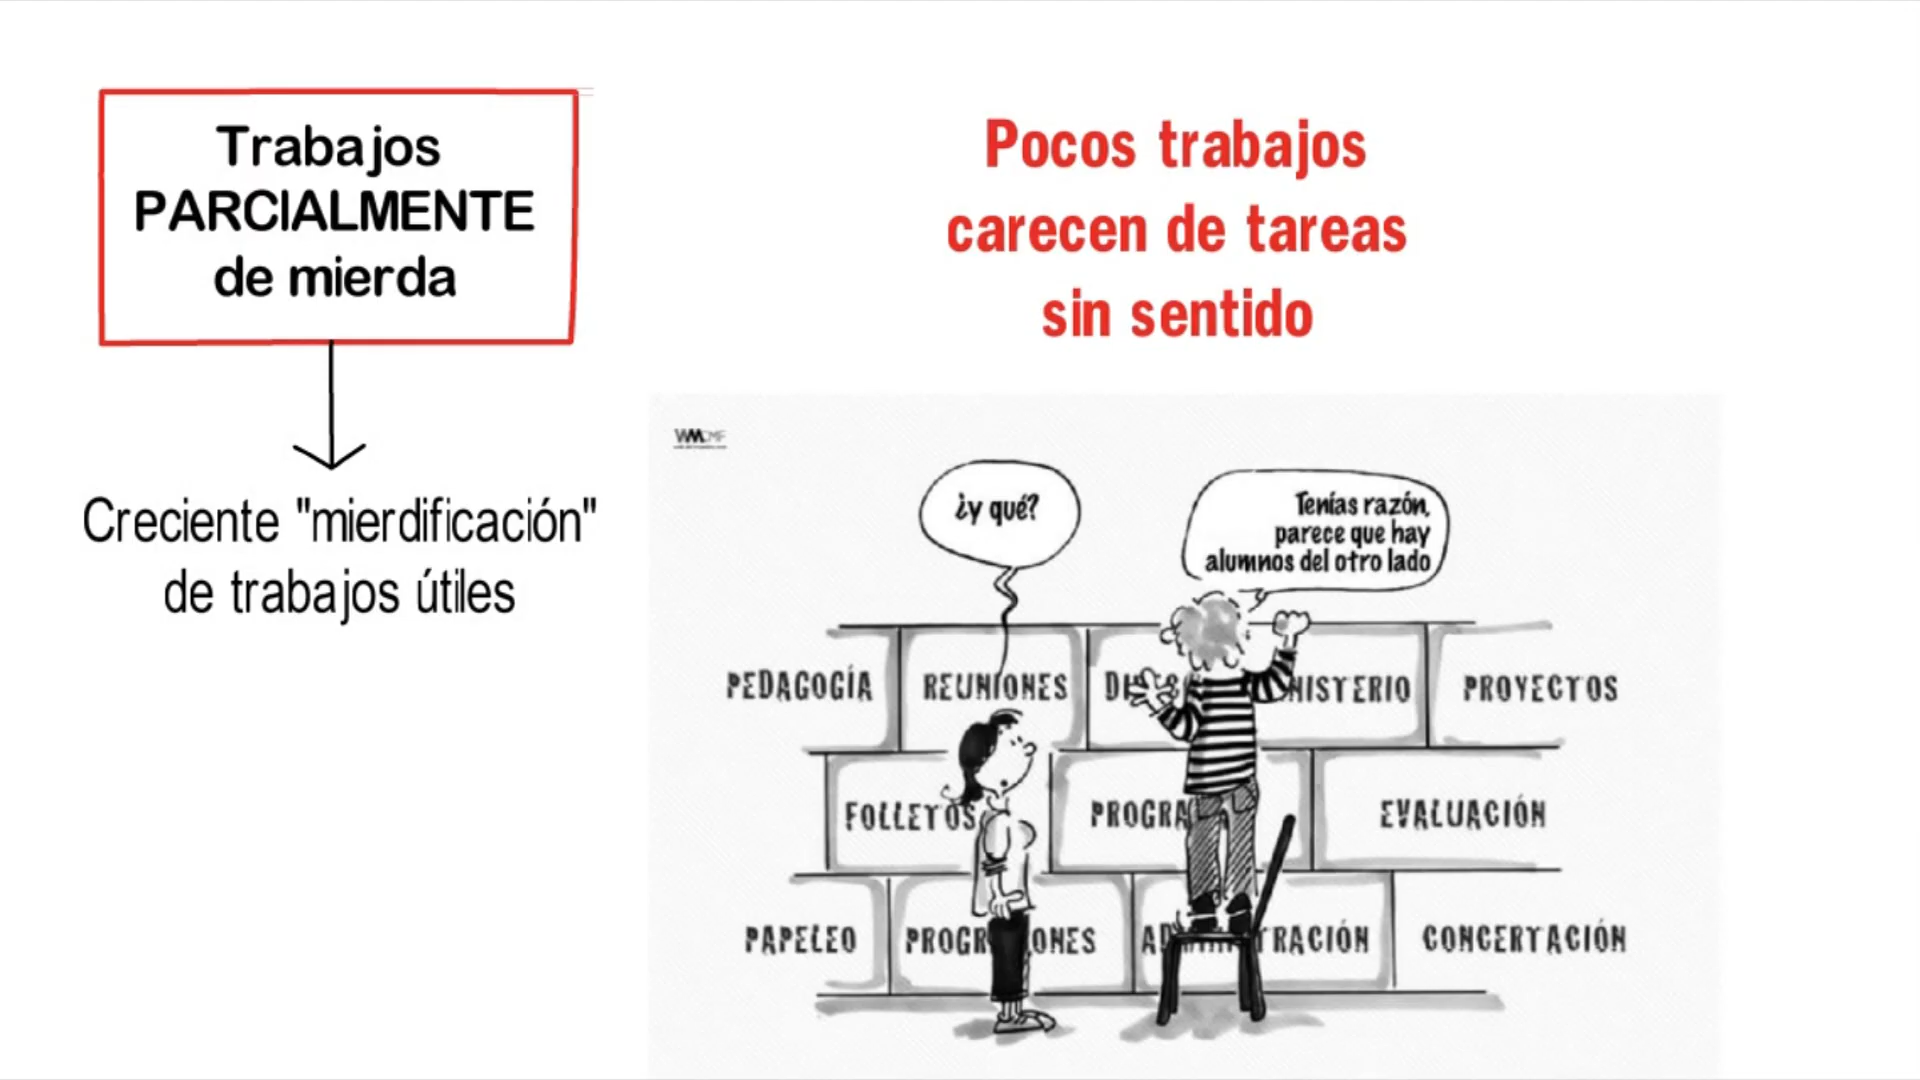 Trabajos
PARCIALMENTE
de mierda
Creciente "mierdificación"
de trabajos útiles
Pocos trabajos
carecen de tareas
sin sentido
¿y qué?
Tenías razón,
parece que hay
alumnos del otro lado
PEDAGOGÍA REUNIONES PROYECTOS
FOLLETOS EVALUACIÓN
PAPELEO CONCERTACIÓN